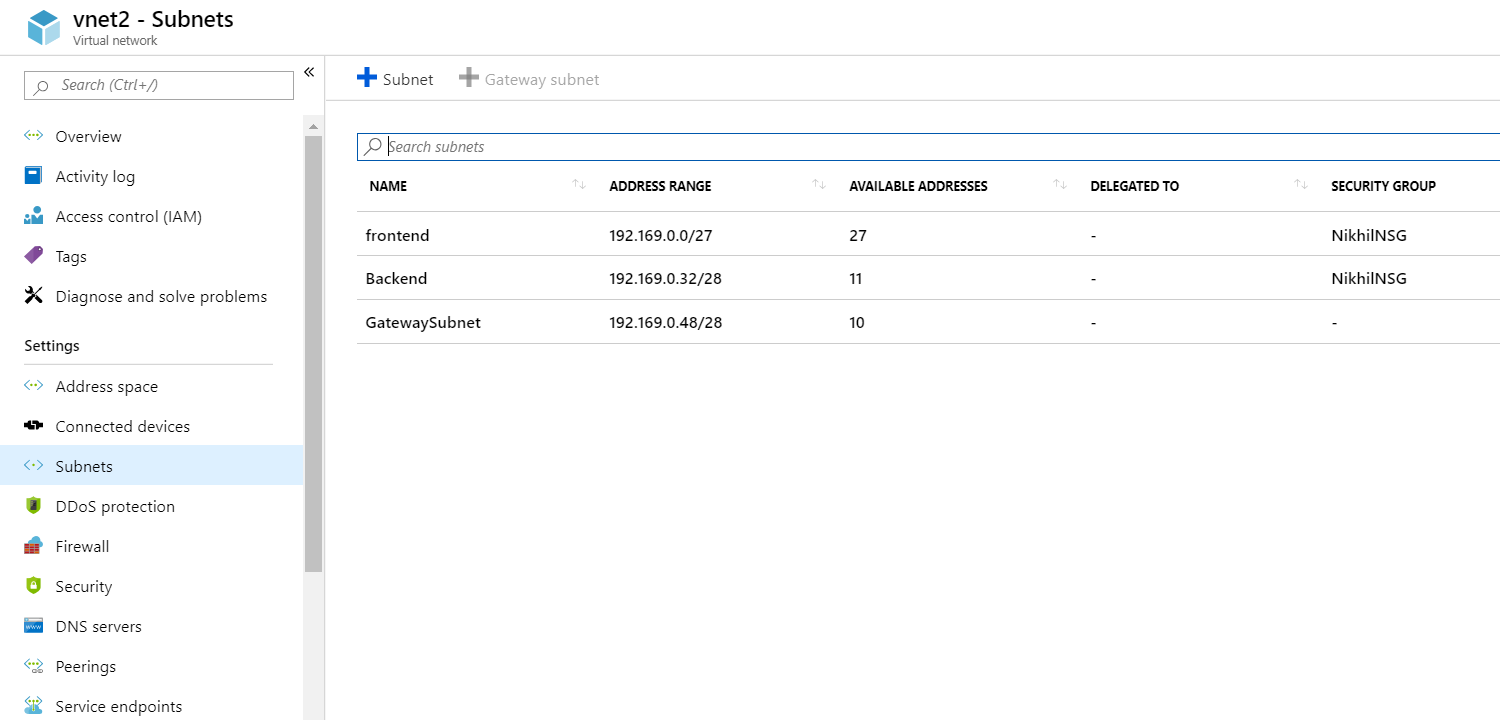 vnet2 - Subnets
Virtual network
Search (Ctrl+/)
«
Overview
Activity log
Access control (IAM)
Tags
Diagnose and solve problems
Settings
Address space
Connected devices
Subnets
DDoS protection
Firewall
Security
DNS servers
Peerings
Service endpoints
Subnet Gateway subnet
Search subnets
NAME ADDRESS RANGE AVAILABLE ADDRESSES DELEGATED TO SECURITY GROUP
frontend 192.169.0.0/27 27 - NikhilNSG
Backend 192.169.0.32/28 11 - NikhilNSG
GatewaySubnet 192.169.0.48/28 10 - -